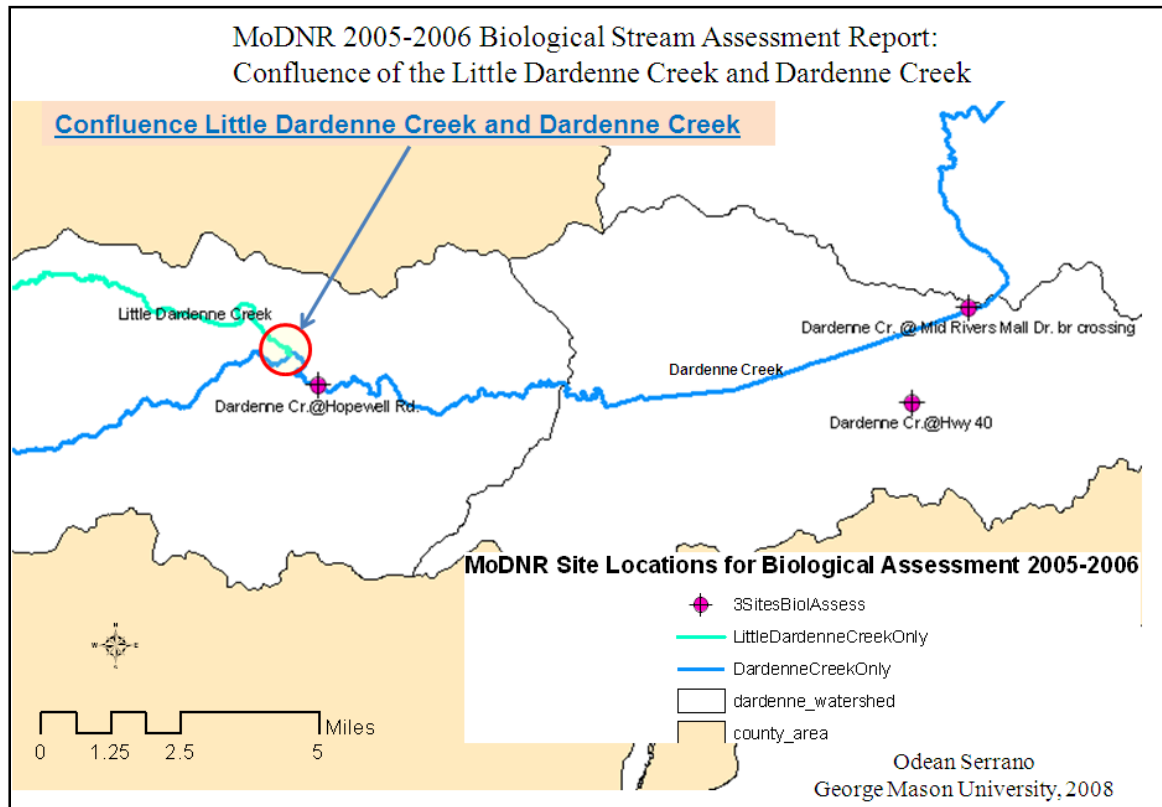 MoDNR 2005-2006 Biological Stream Assessment Report:
Confluence of the Little Dardenne Creek and Dardenne Creek
Confluence Little Dardenne Creek and Dardenne Creek
Little Dardenne Creek
Dardenne Cr. @ Mid Rivers Mall Dr. br crossing
Dardenne Creek
Dardenne Cr.@Hopewell Rd.
Dardenne Cr.@Hwy 40
MoDNR Site Locations for Biological Assessment 2005-2006
3SitesBiolAssess
LittleDardenneCreekOnly
DardenneCreekOnly
dardenne_watershed
county_area
N
W E
S
Miles
0 1.25 2.5 5
Odean Serrano
George Mason University, 2008